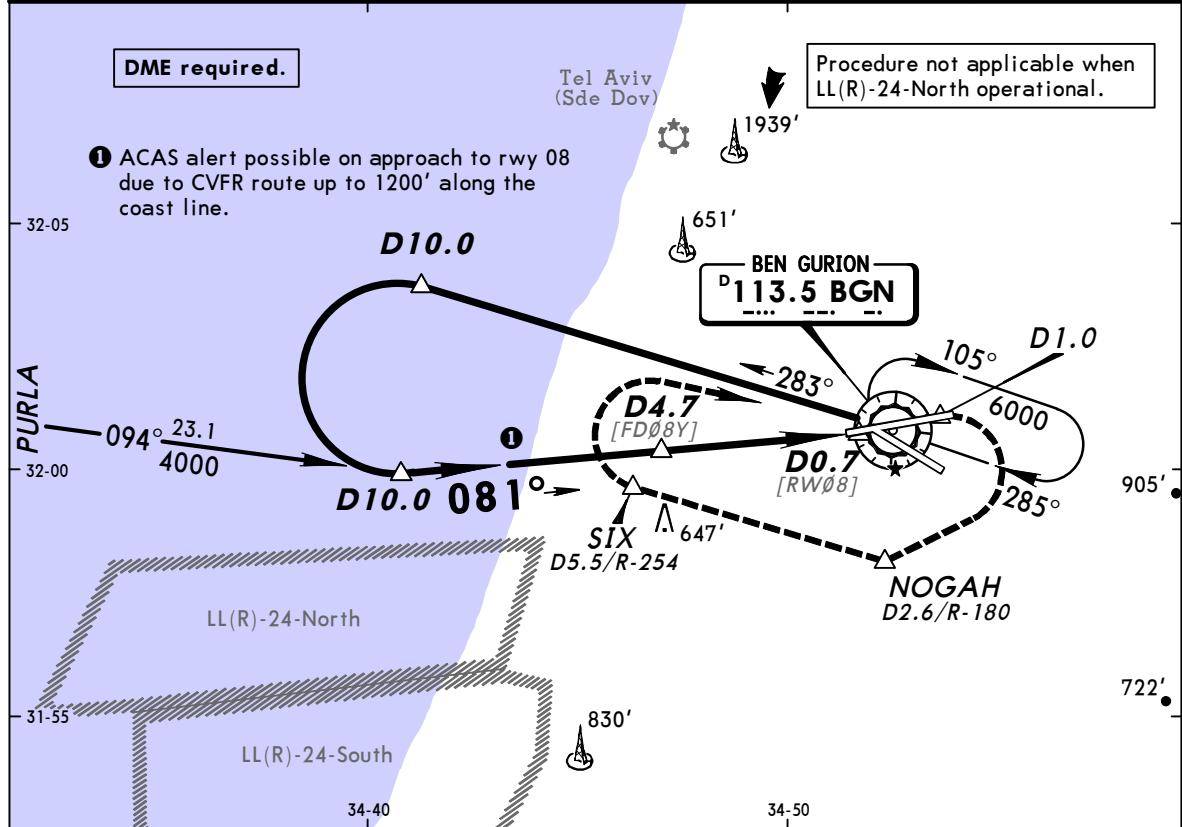 DME required.
Procedure not applicable when
LL(R)-24-North operational.
Tel Aviv
(Sde Dov)
1939'
❶ ACAS alert possible on approach to rwy 08
due to CVFR route up to 1200' along the
coast line.
32-05
651'
D10.0
BEN GURION
D 113.5 BGN
D1.0
105°
6000
283°
PURLA
D4.7
[FDØ8Y]
094° 23.1
4000
❶
32-00
D0.7
[RWØ8]
D10.0 081°
285°
905'
SIX
D5.5/R-254
647'
NOGAH
D2.6/R-180
LL(R)-24-North
722'
31-55
830'
LL(R)-24-South
34-40
34-50